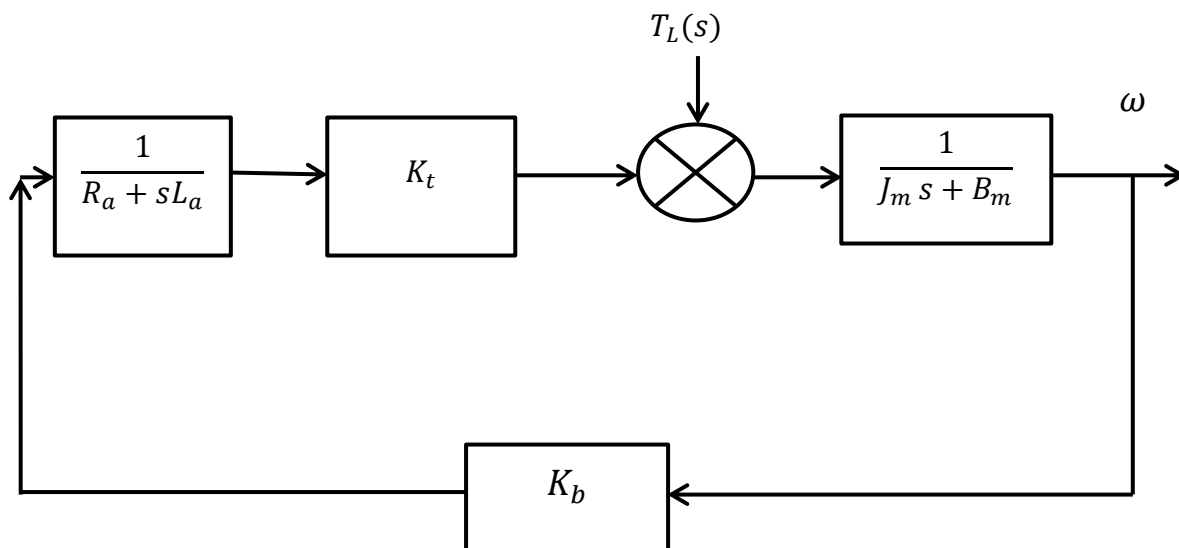 T_L(s)
ω
1
R_a + sL_a
K_t
1
J_m s + B_m
K_b